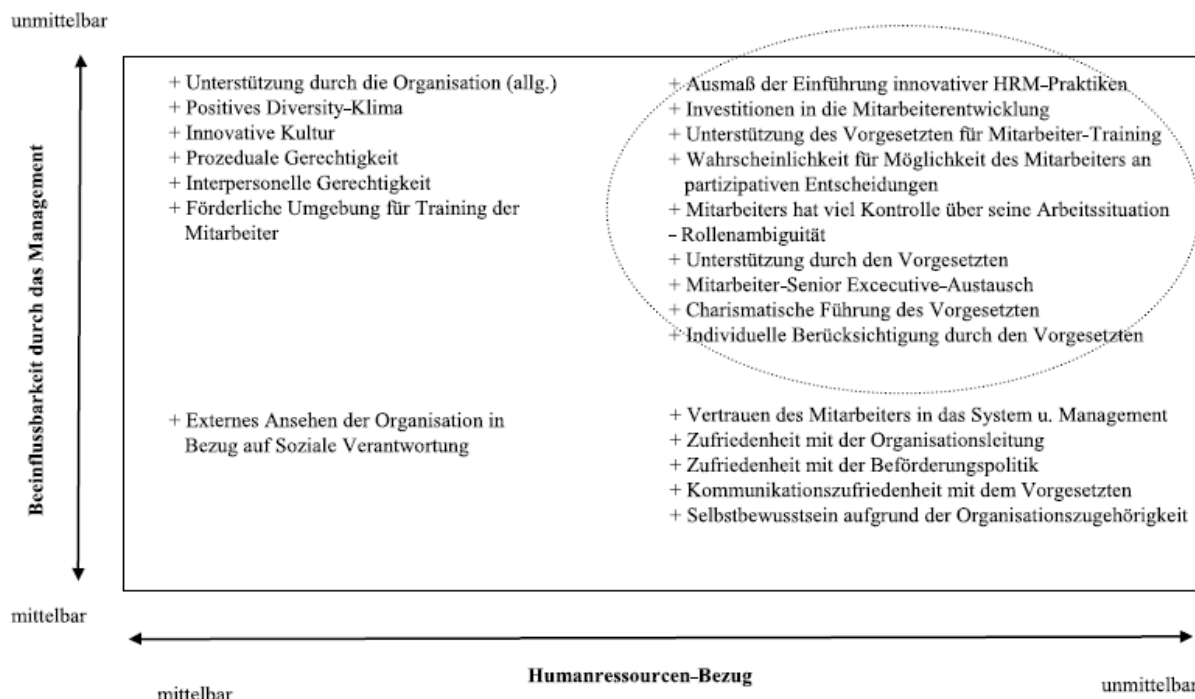 unmittelbar
Beeinflussbarkeit durch das Management
+ Unterstützung durch die Organisation (allg.)
+ Positives Diversity-Klima
+ Innovative Kultur
+ Prozeduale Gerechtigkeit
+ Interpersonelle Gerechtigkeit
+ Förderliche Umgebung für Training der
Mitarbeiter
+ Ausmaß der Einführung innovativer HRM-Praktiken
+ Investitionen in die Mitarbeiterentwicklung
+ Unterstützung des Vorgesetzten für Mitarbeiter-Training
+ Wahrscheinlichkeit für Möglichkeit des Mitarbeiters an
partizipativen Entscheidungen
+ Mitarbeiters hat viel Kontrolle über seine Arbeitssituation
– Rollenambiguität
+ Unterstützung durch den Vorgesetzten
+ Mitarbeiter-Senior Excecutive-Austausch
+ Charismatische Führung des Vorgesetzten
+ Individuelle Berücksichtigung durch den Vorgesetzten
+ Externes Ansehen der Organisation in
Bezug auf Soziale Verantwortung
+ Vertrauen des Mitarbeiters in das System u. Management
+ Zufriedenheit mit der Organisationsleitung
+ Zufriedenheit mit der Beförderungspolitik
+ Kommunikationszufriedenheit mit dem Vorgesetzten
+ Selbstbewusstsein aufgrund der Organisationszugehörigkeit
mittelbar
Humanressourcen-Bezug
mittelbar
unmittelbar